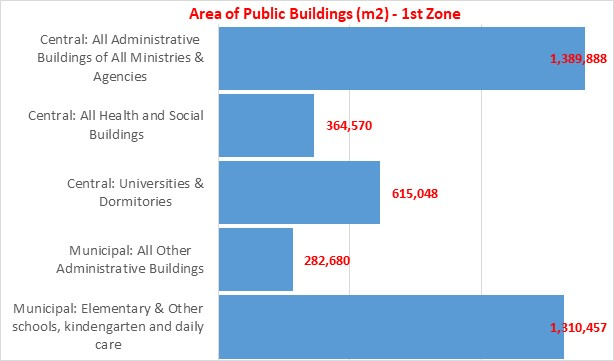 Area of Public Buildings (m2) - 1st Zone
Central: All Administrative
Buildings of All Ministries &
Agencies
1,389,888
Central: All Health and Social
Buildings
364,570
Central: Universities &
Dormitories
615,048
Municipal: All Other
Administrative Buildings
282,680
Municipal: Elementary & Other
schools, kindengarten and daily
care
1,310,457